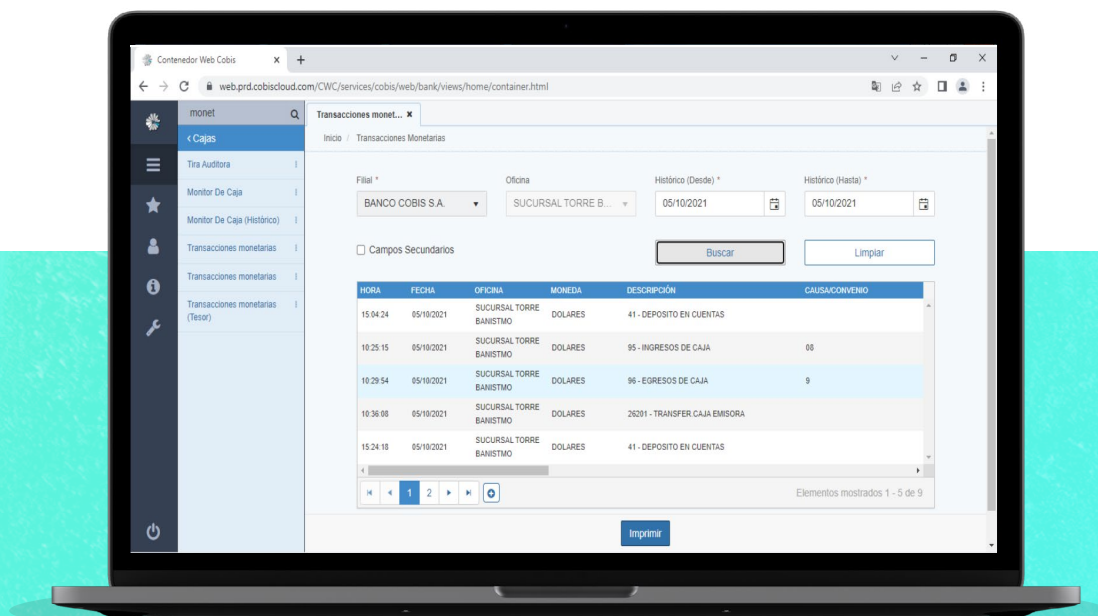 Contenedor Web Cobis
web.prd.cobiscloud.com/CWC/services/cobis/web/bank/views/home/container.html
monet
Transacciones monet...
‹ Cajas
Inicio / Transacciones Monetarias
Tira Auditora
Monitor De Caja
Monitor De Caja (Histórico)
Transacciones monetarias
Transacciones monetarias
Transacciones monetarias
(Tesor)
Filial * Oficina Histórico (Desde) * Histórico (Hasta) *
BANCO COBIS S.A. SUCURSAL TORRE B... 05/10/2021 05/10/2021
Campos Secundarios Buscar Limpiar
HORA FECHA OFICINA MONEDA DESCRIPCIÓN CAUSA/CONVENIO
15:04:24 05/10/2021 SUCURSAL TORRE BANISTMO DOLARES 41 - DEPOSITO EN CUENTAS
10:25:15 05/10/2021 SUCURSAL TORRE BANISTMO DOLARES 95 - INGRESOS DE CAJA 08
10:29:54 05/10/2021 SUCURSAL TORRE BANISTMO DOLARES 96 - EGRESOS DE CAJA 9
10:36:08 05/10/2021 SUCURSAL TORRE BANISTMO DOLARES 26201 - TRANSFER.CAJA EMISORA
15:24:18 05/10/2021 SUCURSAL TORRE BANISTMO DOLARES 41 - DEPOSITO EN CUENTAS
1 2 Elementos mostrados 1 - 5 de 9
Imprimir